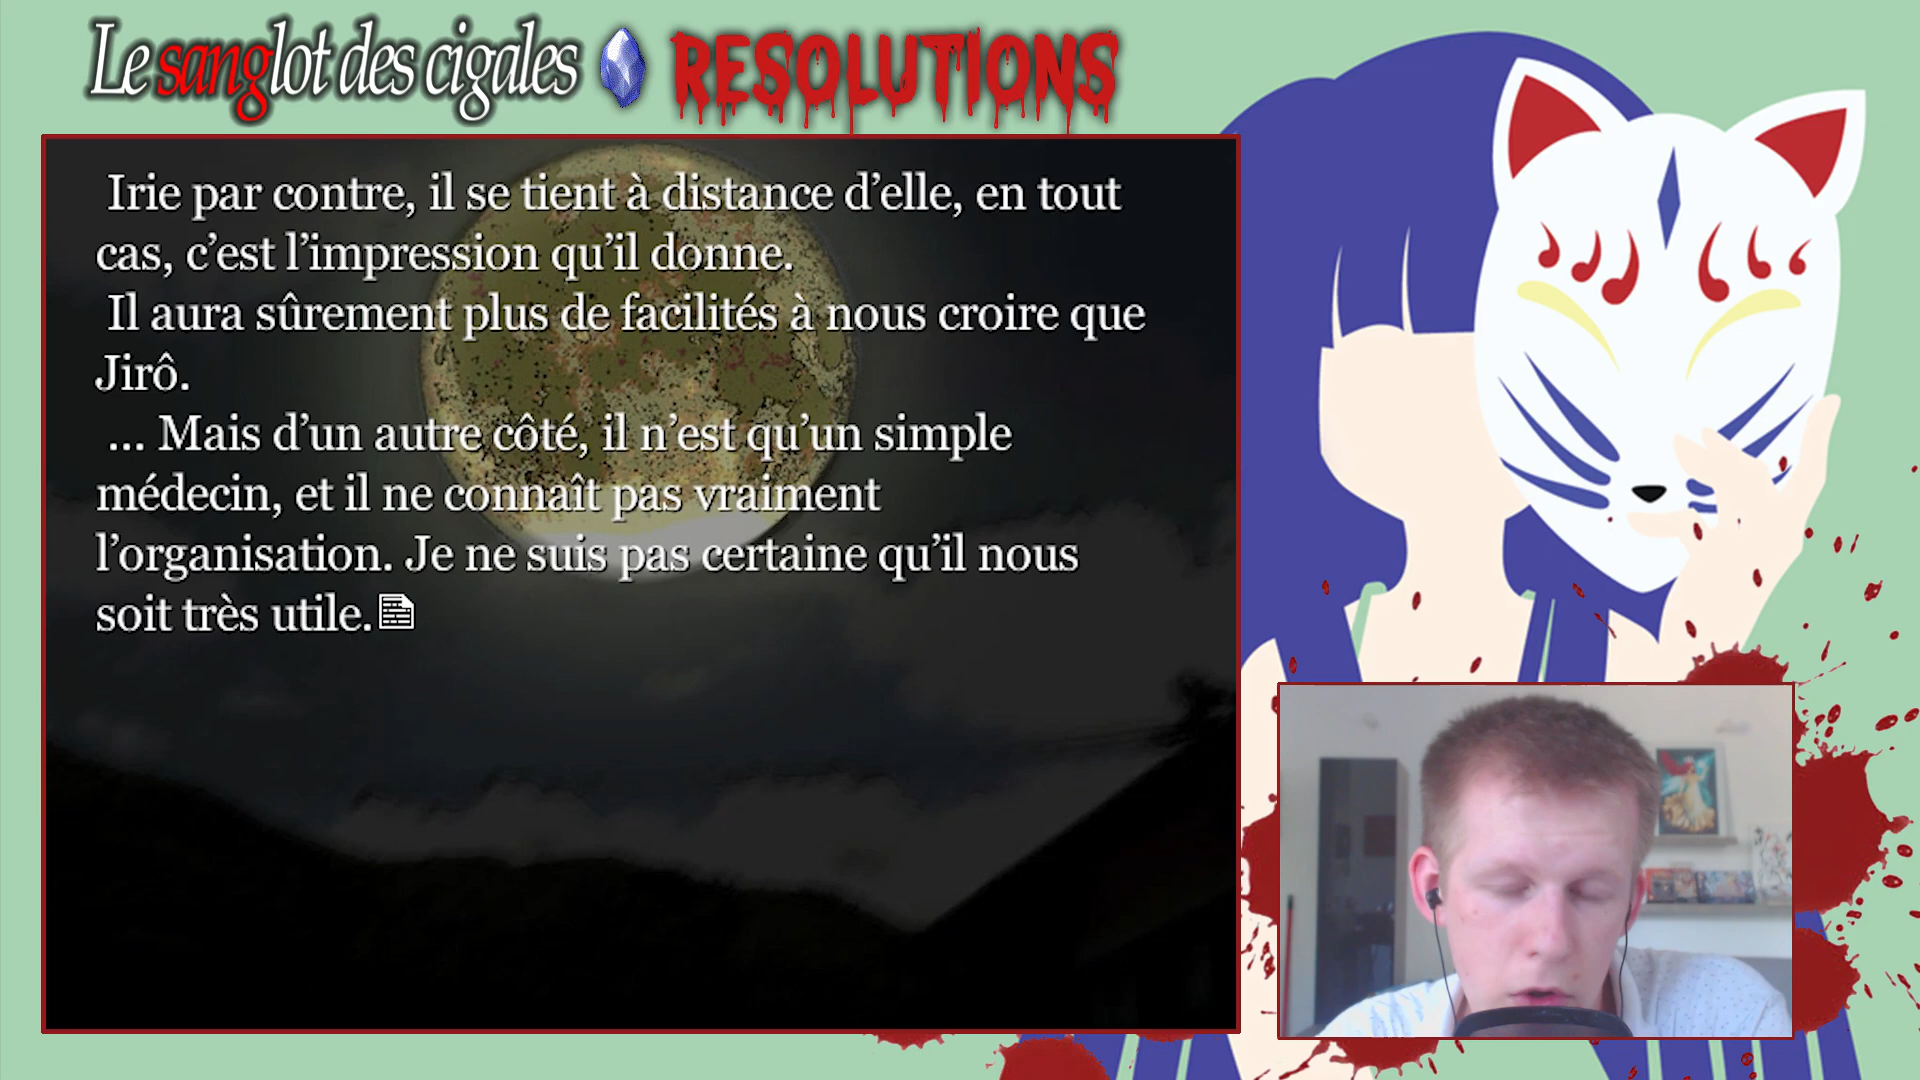 Le sanglot des cigales RESOLUTIONS
Irie par contre, il se tient à distance d’elle, en tout
cas, c’est l’impression qu’il donne.
Il aura sûrement plus de facilités à nous croire que
Jirô.
... Mais d’un autre côté, il n’est qu’un simple
médecin, et il ne connaît pas vraiment
l’organisation. Je ne suis pas certaine qu’il nous
soit très utile.